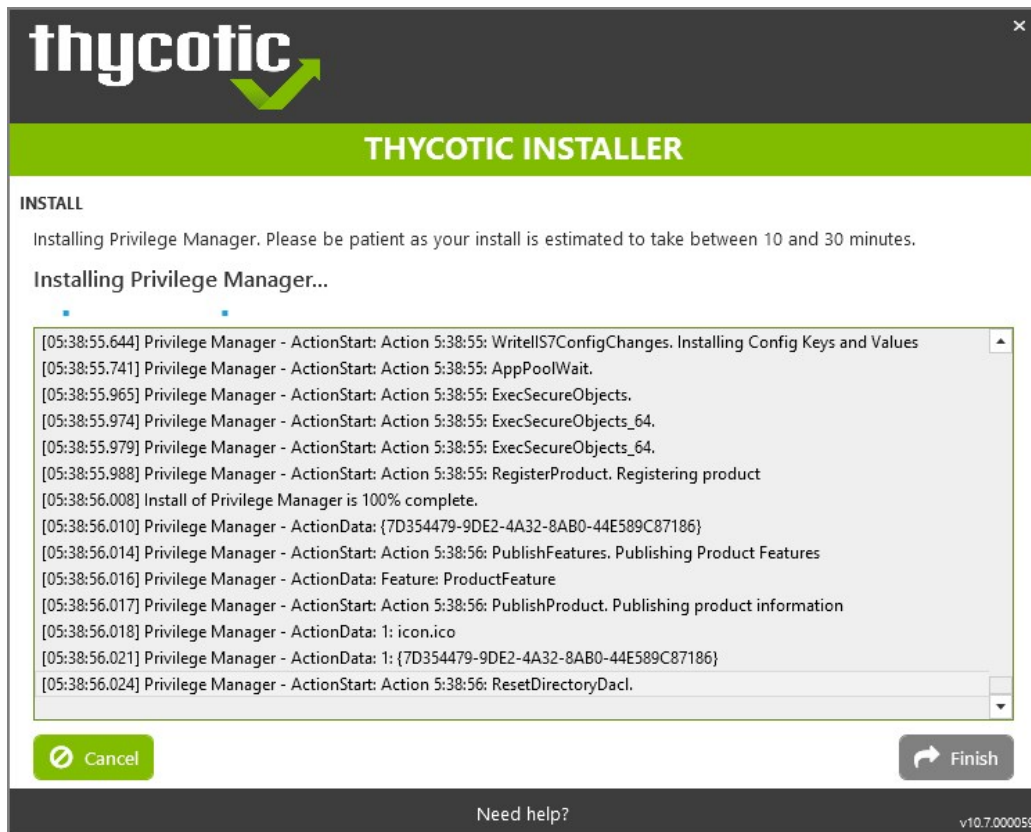 thycotic
THYCOTIC INSTALLER
INSTALL
Installing Privilege Manager. Please be patient as your install is estimated to take between 10 and 30 minutes.
Installing Privilege Manager...
[05:38:55.644] Privilege Manager - ActionStart: Action 5:38:55: WriteIIS7ConfigChanges. Installing Config Keys and Values
[05:38:55.741] Privilege Manager - ActionStart: Action 5:38:55: AppPoolWait.
[05:38:55.965] Privilege Manager - ActionStart: Action 5:38:55: ExecSecureObjects.
[05:38:55.974] Privilege Manager - ActionStart: Action 5:38:55: ExecSecureObjects_64.
[05:38:55.979] Privilege Manager - ActionStart: Action 5:38:55: ExecSecureObjects_64.
[05:38:55.988] Privilege Manager - ActionStart: Action 5:38:55: RegisterProduct. Registering product
[05:38:56.008] Install of Privilege Manager is 100% complete.
[05:38:56.010] Privilege Manager - ActionData: {7D354479-9DE2-4A32-8AB0-44E589C87186}
[05:38:56.014] Privilege Manager - ActionStart: Action 5:38:56: PublishFeatures. Publishing Product Features
[05:38:56.016] Privilege Manager - ActionData: Feature: ProductFeature
[05:38:56.017] Privilege Manager - ActionStart: Action 5:38:56: PublishProduct. Publishing product information
[05:38:56.018] Privilege Manager - ActionData: 1: icon.ico
[05:38:56.021] Privilege Manager - ActionData: 1: {7D354479-9DE2-4A32-8AB0-44E589C87186}
[05:38:56.024] Privilege Manager - ActionStart: Action 5:38:56: ResetDirectoryDacl.
Cancel
Finish
Need help?
v10.7.000059